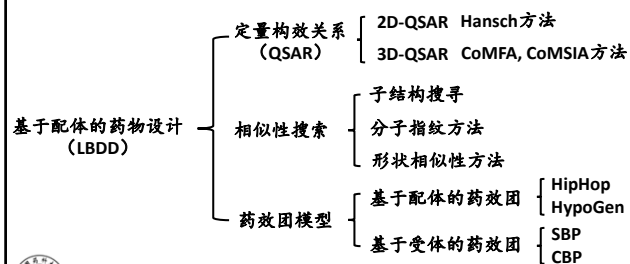 定量构效关系
（QSAR）
2D-QSAR Hansch方法
3D-QSAR CoMFA, CoMSIA方法
基于配体的药物设计
（LBDD）
相似性搜索
子结构搜寻
分子指纹方法
形状相似性方法
药效团模型
基于配体的药效团
HipHop
HypoGen
基于受体的药效团
SBP
CBP